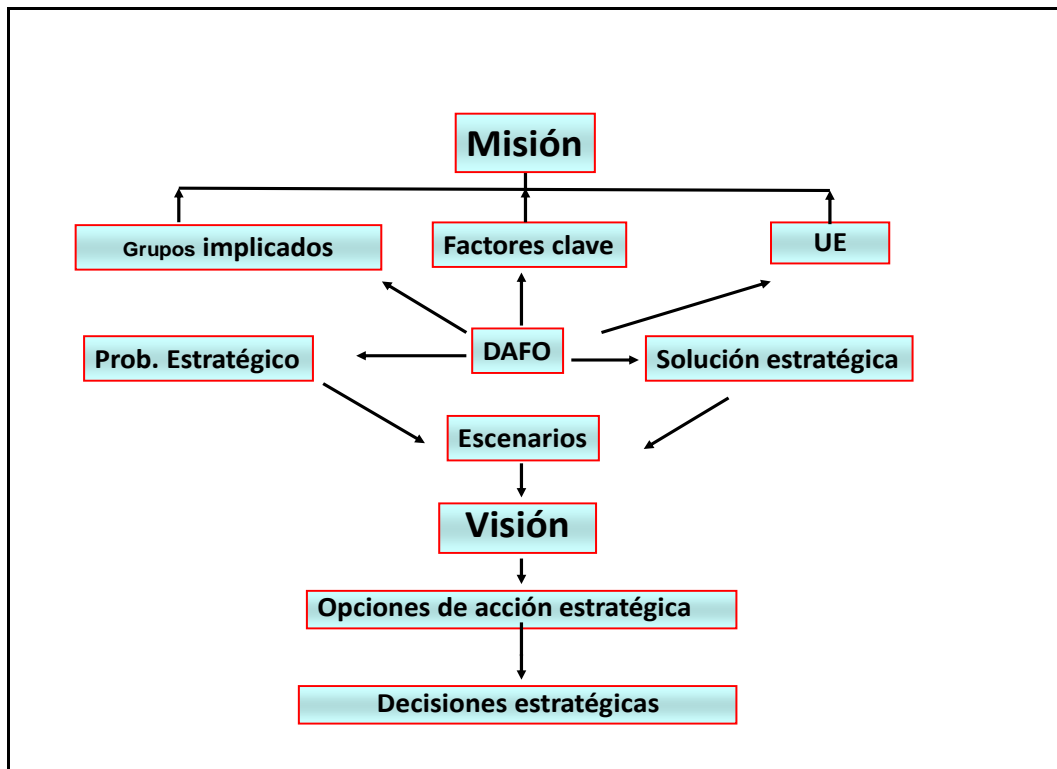 Misión
Grupos implicados
Factores clave
UE
Prob. Estratégico
DAFO
Solución estratégica
Escenarios
Visión
Opciones de acción estratégica
Decisiones estratégicas